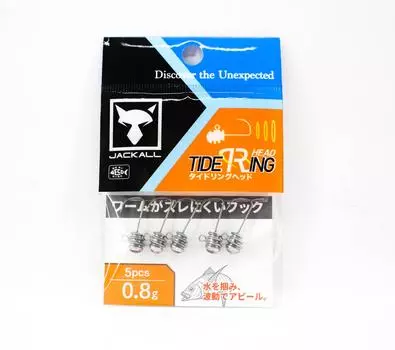 Discover the Unexpected
JACKALL
HEAD
TIDE RING
タイドリングヘッド
ワームがズレにくいフック
5pcs
0.8g
水を掴み、
波動でアピール。